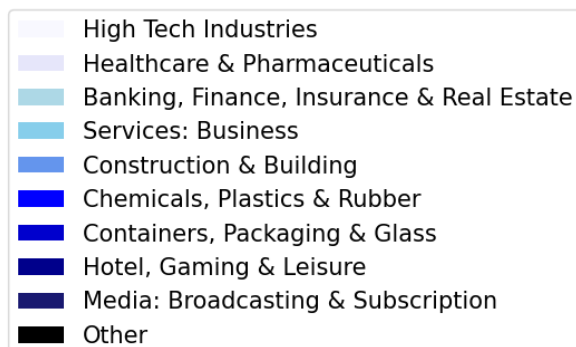 High Tech Industries
Healthcare & Pharmaceuticals
Banking, Finance, Insurance & Real Estate
Services: Business
Construction & Building
Chemicals, Plastics & Rubber
Containers, Packaging & Glass
Hotel, Gaming & Leisure
Media: Broadcasting & Subscription
Other